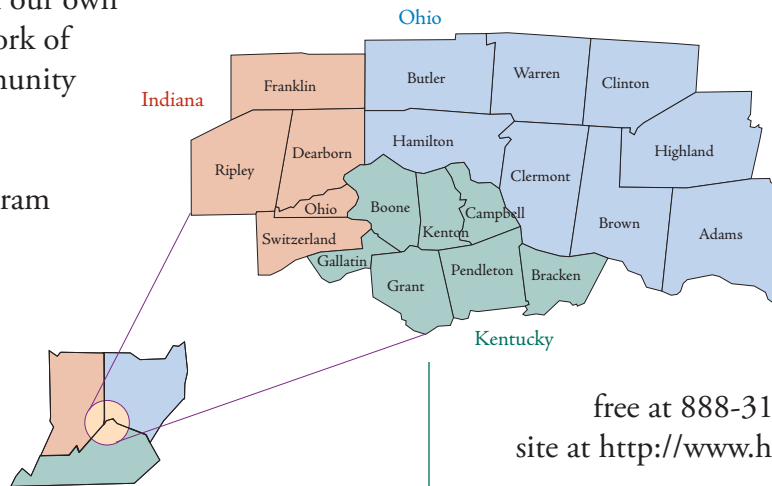 our own
ork of
munity
ram
Ohio
Indiana
Franklin
Butler
Warren
Clinton
Ripley
Dearborn
Hamilton
Highland
Clermont
Ohio
Boone
Kenton
Campbell
Brown
Adams
Switzerland
Gallatin
Grant
Pendleton
Bracken
Kentucky
free at 888-31
site at http://www.h